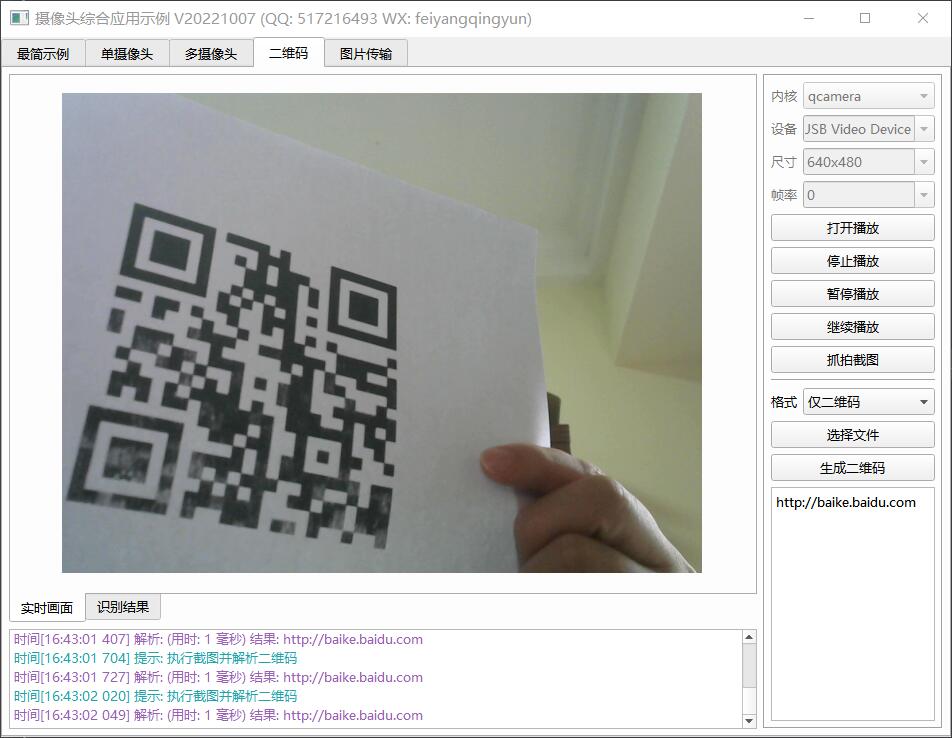 摄像头综合应用示例 V20221007 (QQ: 517216493 WX: feiyangqingyun)
最简示例 单摄像头 多摄像头 二维码 图片传输
内核 qcamera
设备 JSB Video Device
尺寸 640x480
帧率 0
打开播放
停止播放
暂停播放
继续播放
抓拍截图
格式 仅二维码
选择文件
生成二维码
http://baike.baidu.com
实时画面 识别结果
时间[16:43:01 407] 解析: (用时: 1 毫秒) 结果: http://baike.baidu.com
时间[16:43:01 704] 提示: 执行截图并解析二维码
时间[16:43:01 727] 解析: (用时: 1 毫秒) 结果: http://baike.baidu.com
时间[16:43:02 020] 提示: 执行截图并解析二维码
时间[16:43:02 049] 解析: (用时: 1 毫秒) 结果: http://baike.baidu.com